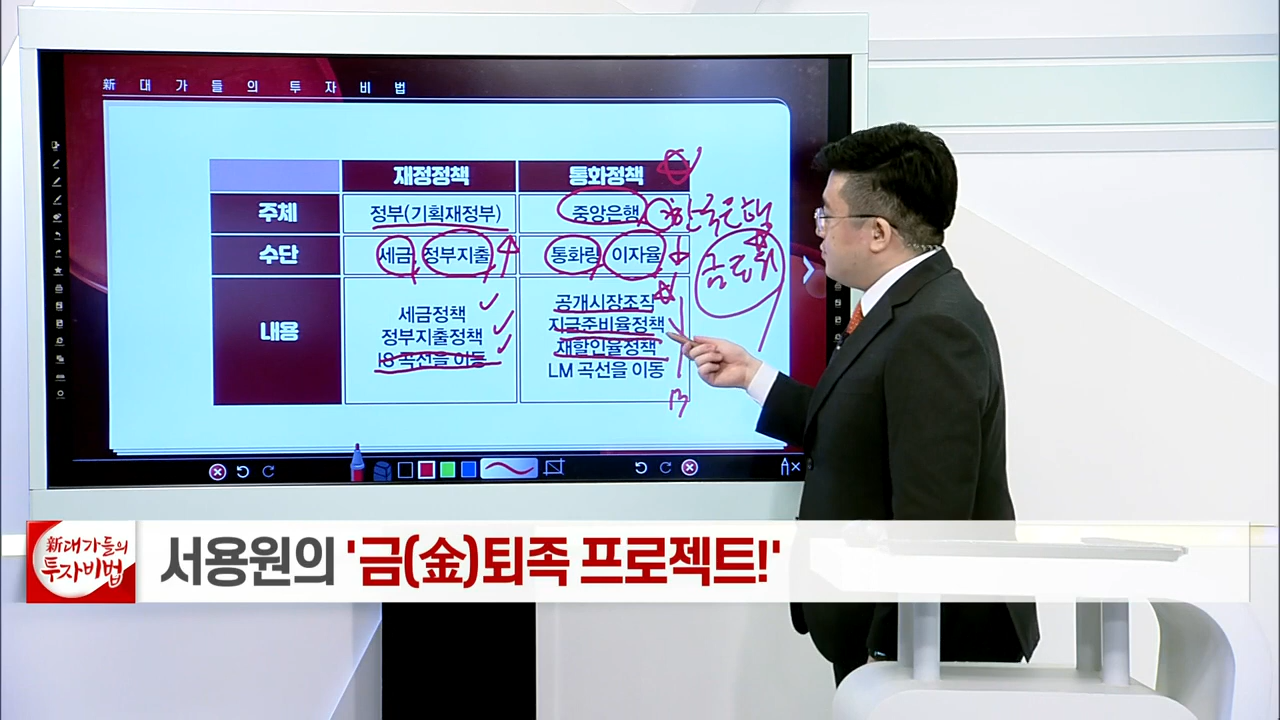 新 대 가 들 의 투 자 비 법
재정정책 통화정책
주체 정부(기획재정부) 중앙은행 한국은행
수단 세금, 정부지출 통화량, 이자율
금통위
내용
세금정책
정부지출정책
IS 곡선을 이동
공개시장조작
지급준비율정책
재할인율정책
LM 곡선을 이동
新대가들의
투자비법
서용원의 '금(金)퇴족 프로젝트!'